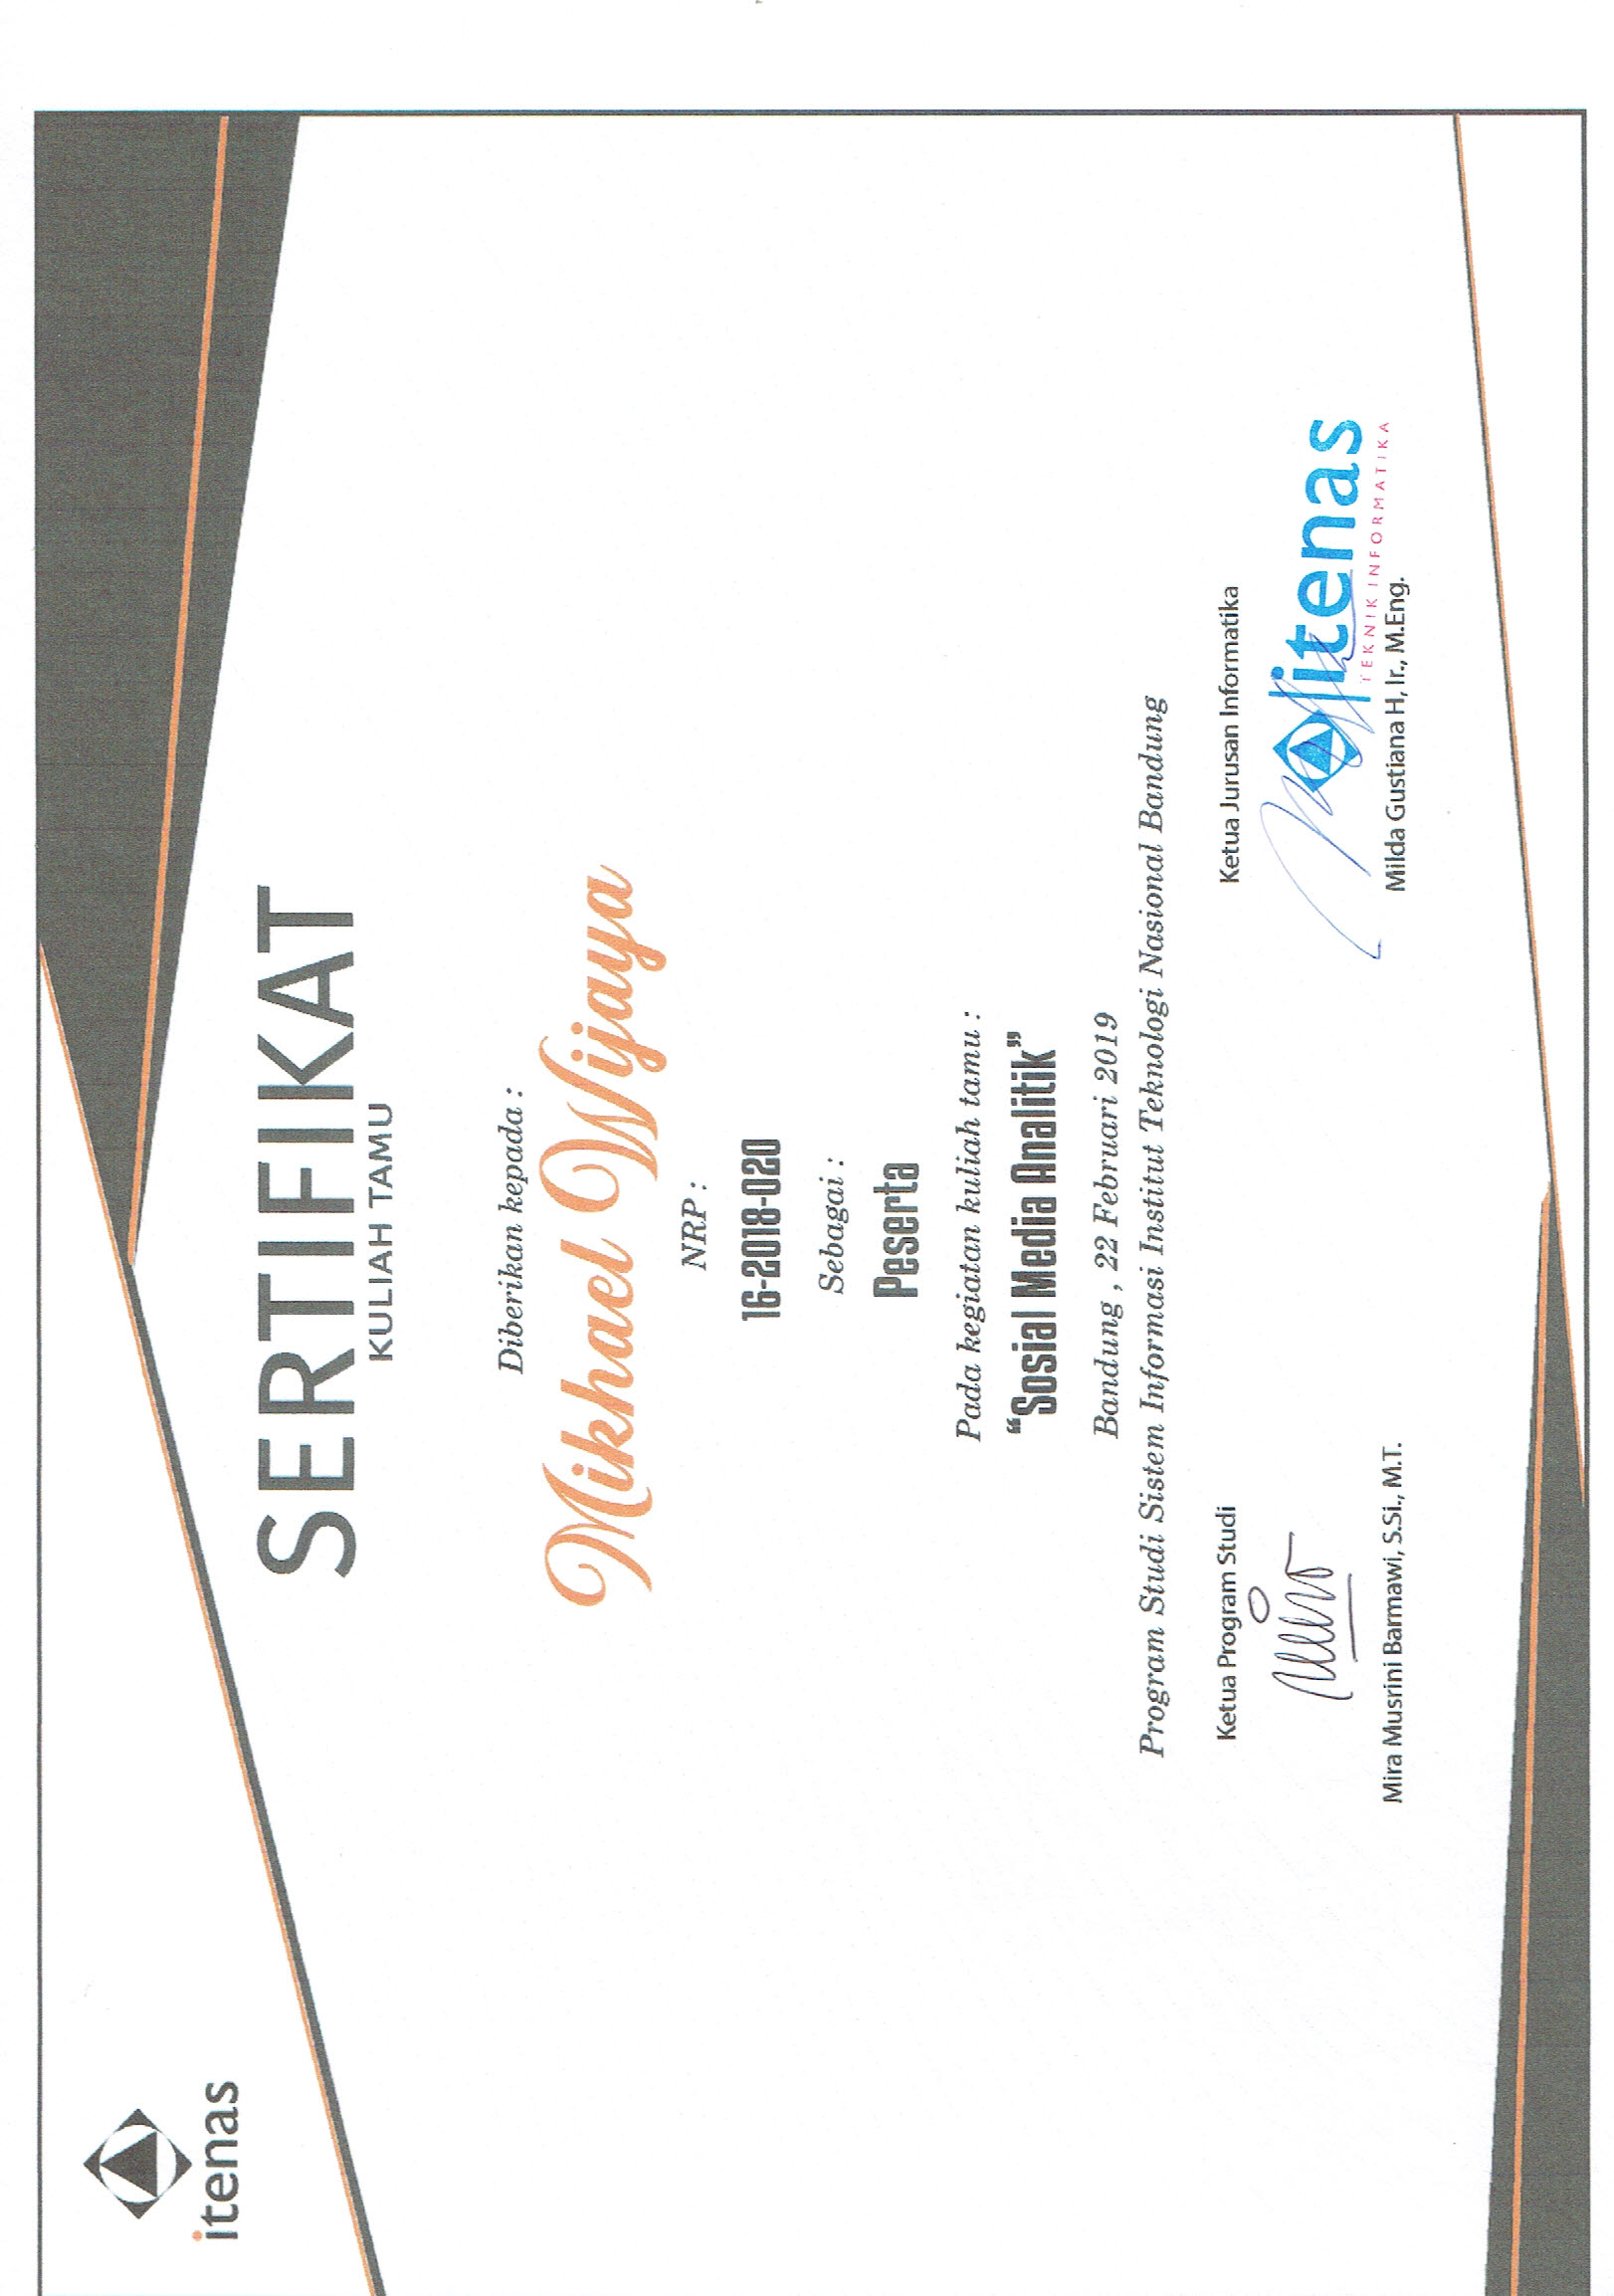 itenas
SERTIFIKAT
KULIAH TAMU
Diberikan kepada :
Mikhael Wijaya
NRP :
16-2018-020
Sebagai :
Peserta
Pada kegiatan kuliah tamu :
“Sosial Media Analitik”
Bandung , 22 Februari 2019
Program Studi Sistem Informasi Institut Teknologi Nasional Bandung
Ketua Program Studi
Mira Musrini Barmawi, S.Si., M.T.
Ketua Jurusan Informatika
itenas
TEKNIK INFORMATIKA
Milda Gustiana H, Ir., M.Eng.